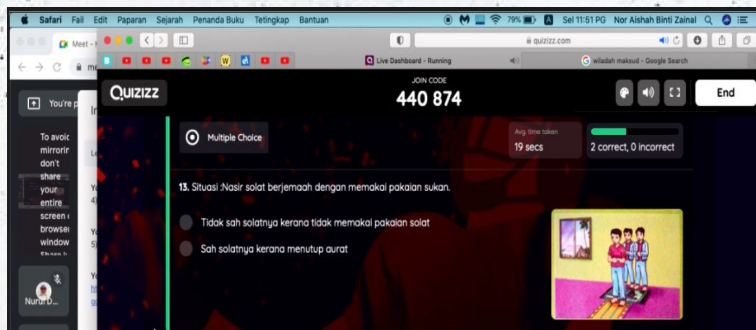 Safari Fail Edit Paparan Sejarah Penanda Buku Tetingkap Bantuan 79% Sel 11:51 PG Nor Aishah Binti Zainal
Meet -
quizizz.com
Live Dashboard - Running
wiladah maksud - Google Search
Quizizz
JOIN CODE
440 874
End
You're p
To avoid
mirrorin
don't
share
your
entire
screen
browser
window
Nurul D...
Multiple Choice
Avg. time taken
19 secs
2 correct, 0 incorrect
13. Situasi :Nasir solat berjemaah dengan memakai pakaian sukan.
Tidak sah solatnya kerana tidak memakai pakaian solat
Sah solatnya kerana menutup aurat